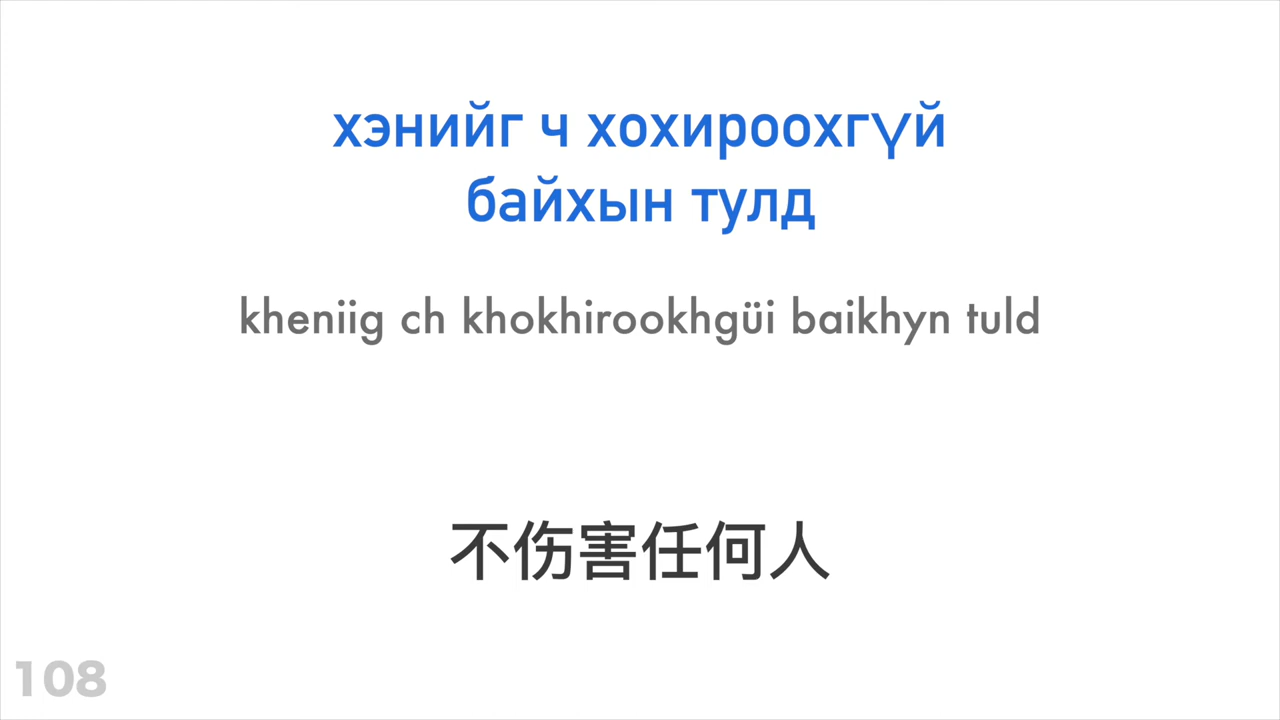 хэнийг ч хохироохгүй
байхын тулд
kheniig ch khokhirookhgüi baikhyn tuld
不伤害任何人
108